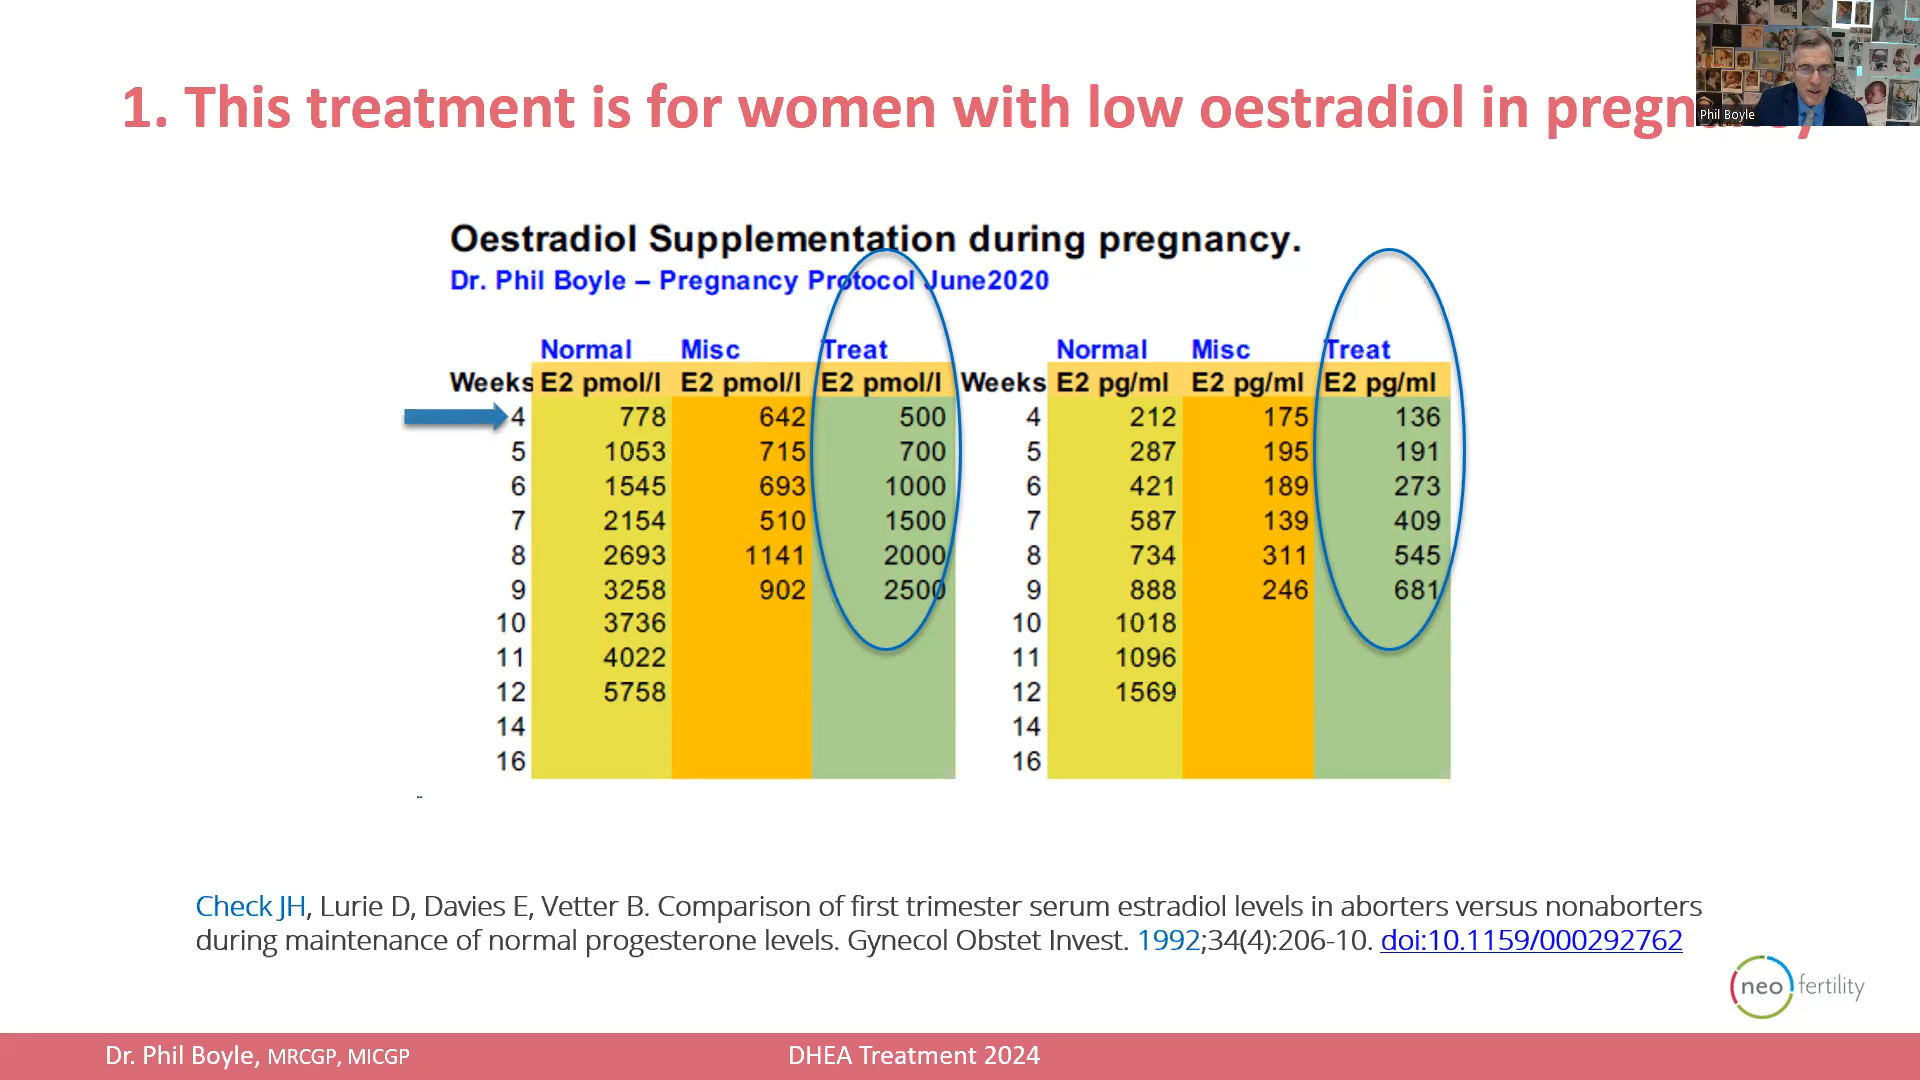 1. This treatment is for women with low oestradiol in pregnancy
Phil Boyle
Oestradiol Supplementation during pregnancy.
Dr. Phil Boyle – Pregnancy Protocol June2020
Normal Misc Treat Normal Misc Treat
Weeks E2 pmol/l E2 pmol/l E2 pmol/l Weeks E2 pg/ml E2 pg/ml E2 pg/ml
4 778 642 500 4 212 175 136
5 1053 715 700 5 287 195 191
6 1545 693 1000 6 421 189 273
7 2154 510 1500 7 587 139 409
8 2693 1141 2000 8 734 311 545
9 3258 902 2500 9 888 246 681
10 3736 10 1018
11 4022 11 1096
12 5758 12 1569
14 14
16 16
Check JH, Lurie D, Davies E, Vetter B. Comparison of first trimester serum estradiol levels in aborters versus nonaborters
during maintenance of normal progesterone levels. Gynecol Obstet Invest. 1992;34(4):206-10. doi:10.1159/000292762
neo fertility
Dr. Phil Boyle, MRCGP, MICGP DHEA Treatment 2024